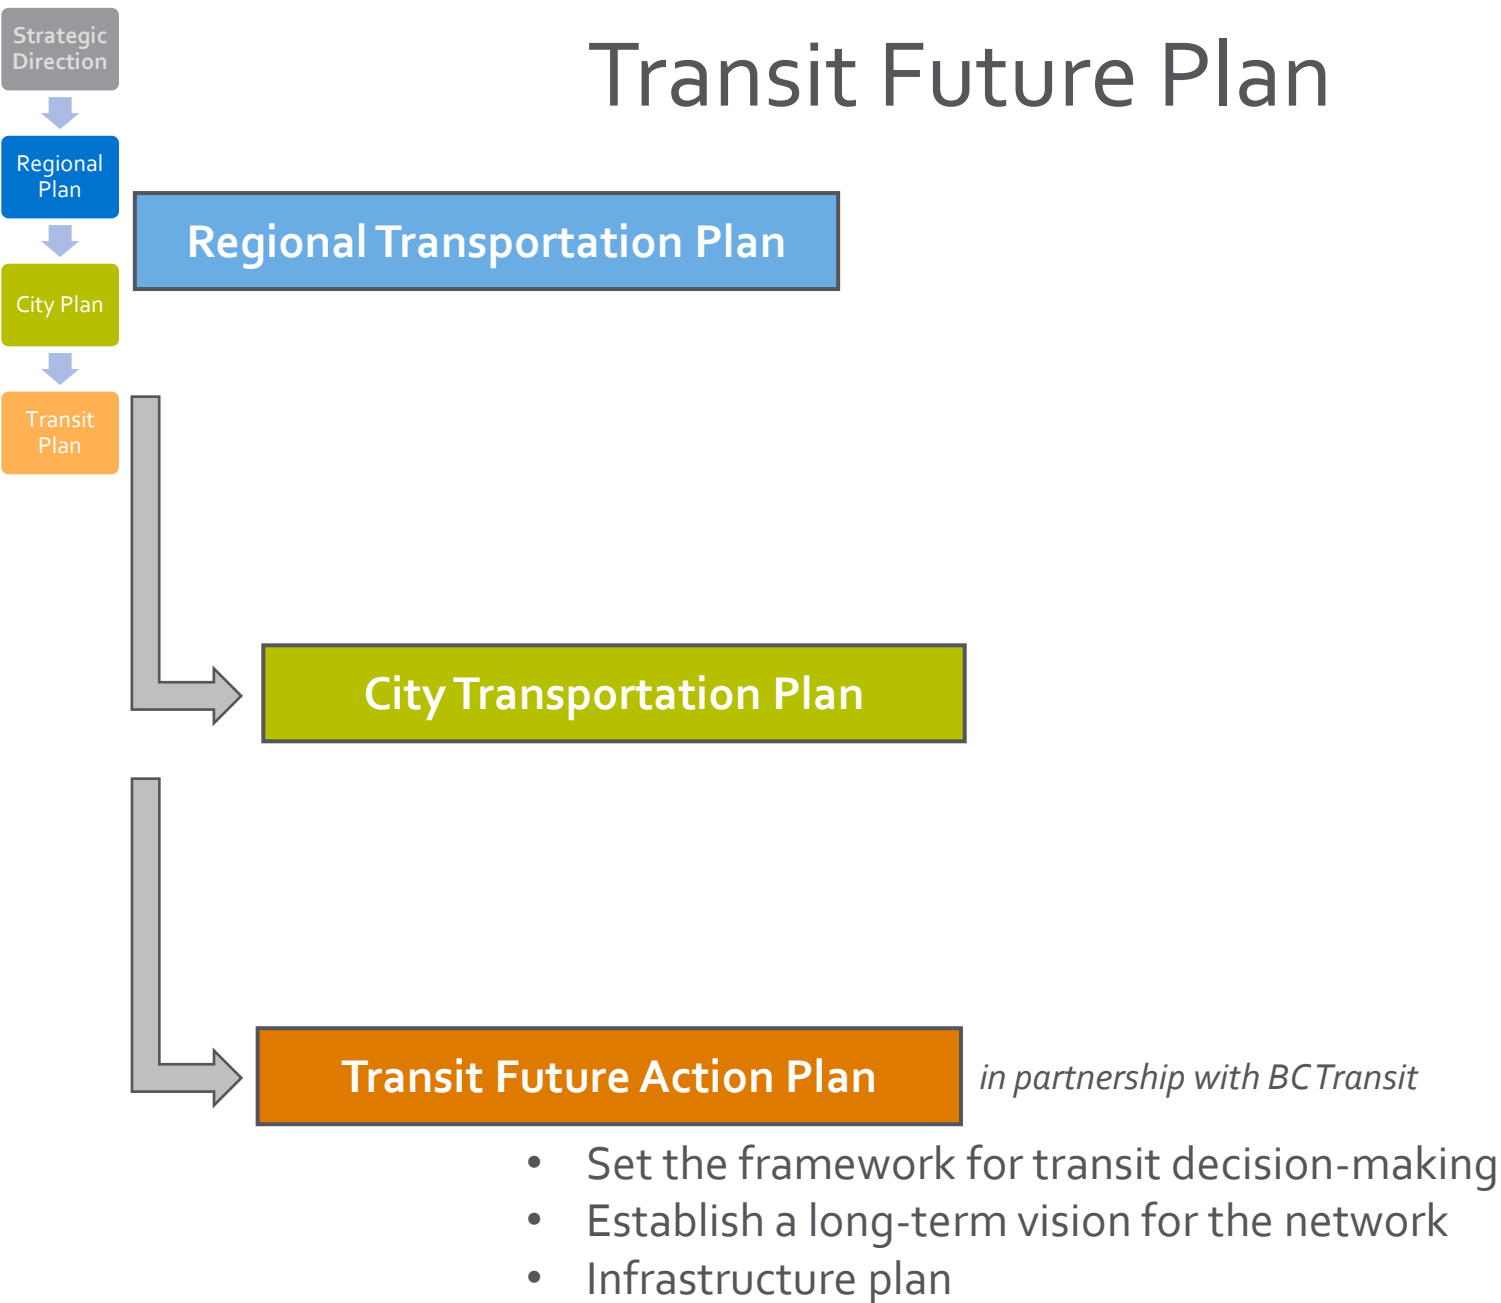 Transit Future Plan
Strategic
Direction
Regional
Plan
City Plan
Transit
Plan
Regional Transportation Plan
City Transportation Plan
Transit Future Action Plan
in partnership with BC Transit
• Set the framework for transit decision-making
• Establish a long-term vision for the network
• Infrastructure plan